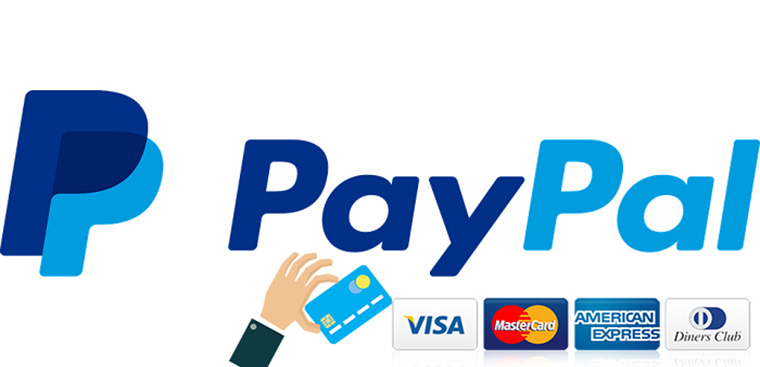 PayPal
VISA
MasterCard
AMERICAN
EXPRESS
Diners Club